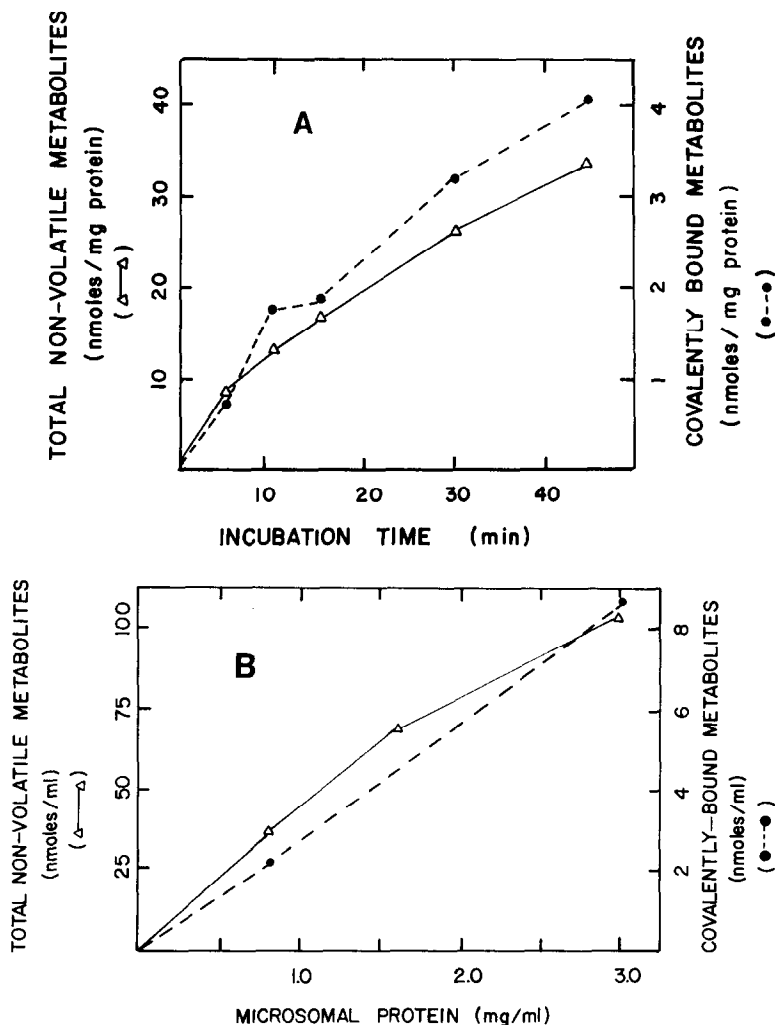 A
TOTAL NON-VOLATILE METABOLITES
(nmoles/mg protein)
(△—△)
40
30
20
10
COVALENTLY BOUND METABOLITES
(nmoles/mg protein)
(●---●)
4
3
2
1
10 20 30 40
INCUBATION TIME (min)
B
TOTAL NON-VOLATILE METABOLITES
(nmoles/ml)
(△—△)
100
75
50
25
COVALENTLY-BOUND METABOLITES
(nmoles/ml)
(●----●)
8
6
4
2
1.0 2.0 3.0
MICROSOMAL PROTEIN (mg/ml)